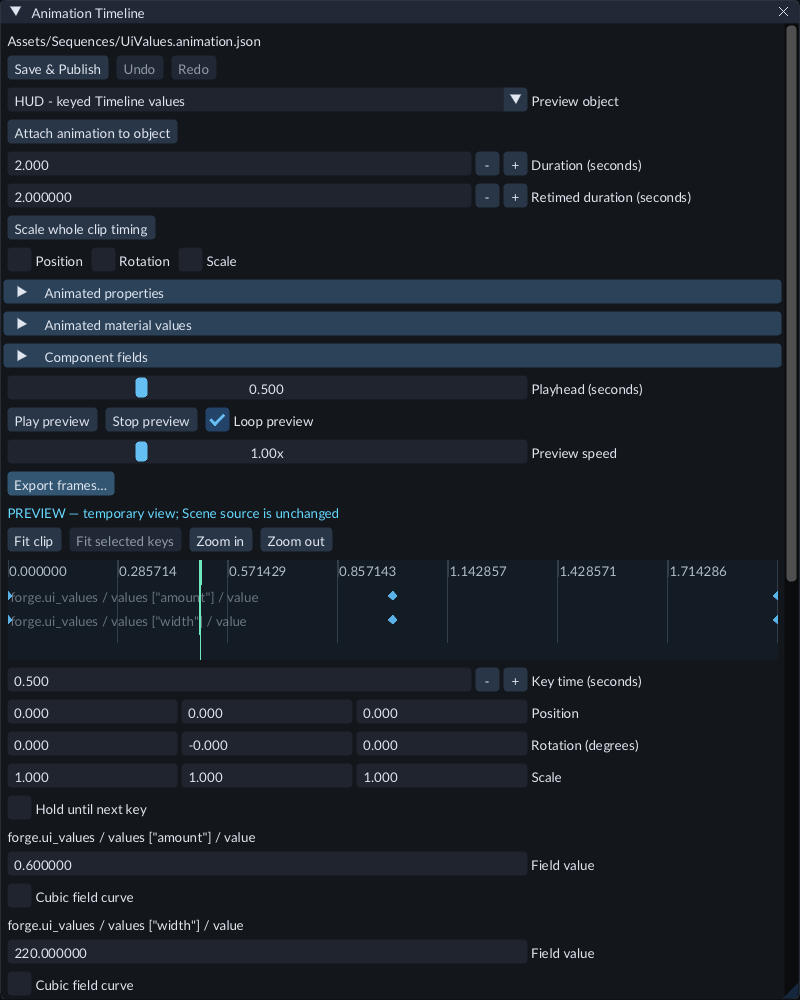 Animation Timeline
Assets/Sequences/UiValues.animation.json
Save & Publish Undo Redo
HUD - keyed Timeline values Preview object
Attach animation to object
2.000 - + Duration (seconds)
2.000000 - + Retimed duration (seconds)
Scale whole clip timing
Position Rotation Scale
Animated properties
Animated material values
Component fields
0.500 Playhead (seconds)
Play preview Stop preview Loop preview
1.00x Preview speed
Export frames...
PREVIEW — temporary view; Scene source is unchanged
Fit clip Fit selected keys Zoom in Zoom out
0.000000 0.285714 0.571429 0.857143 1.142857 1.428571 1.714286
forge.ui_values / values ["amount"] / value
forge.ui_values / values ["width"] / value
0.500 - + Key time (seconds)
0.000 0.000 0.000 Position
0.000 -0.000 0.000 Rotation (degrees)
1.000 1.000 1.000 Scale
Hold until next key
forge.ui_values / values ["amount"] / value
0.600000 Field value
Cubic field curve
forge.ui_values / values ["width"] / value
220.000000 Field value
Cubic field curve